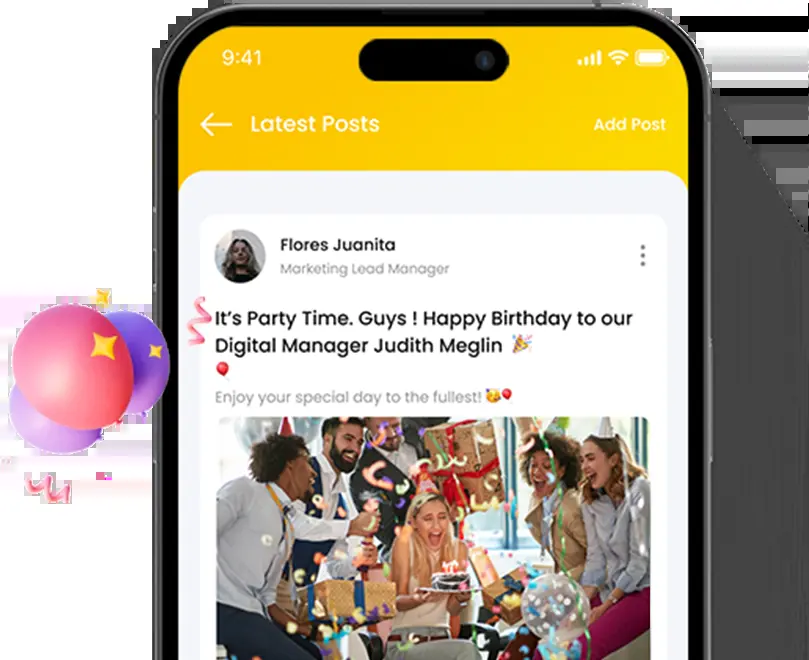 9:41
Latest Posts
Add Post
Flores Juanita
Marketing Lead Manager
It's Party Time. Guys ! Happy Birthday to our
Digital Manager Judith Meglin 🎉
🎈
Enjoy your special day to the fullest! 🥳🎈